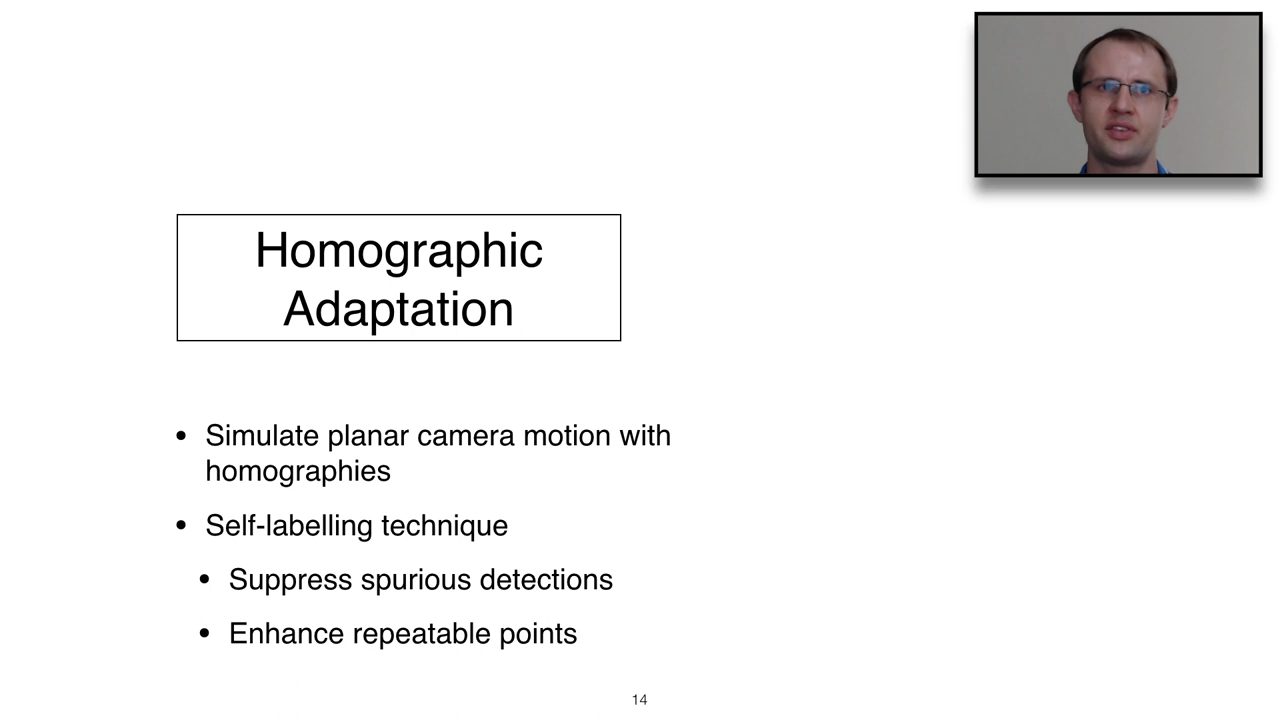 Homographic
Adaptation
• Simulate planar camera motion with
homographies
• Self-labelling technique
• Suppress spurious detections
• Enhance repeatable points
14